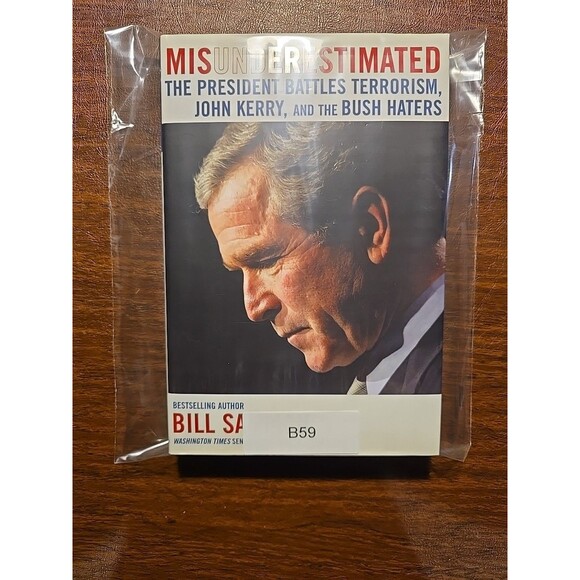 MISUNDERESTIMATED
THE PRESIDENT BATTLES TERRORISM,
JOHN KERRY, AND THE BUSH HATERS
BESTSELLING AUTHOR
BILL SA
WASHINGTON TIMES SEN
B59